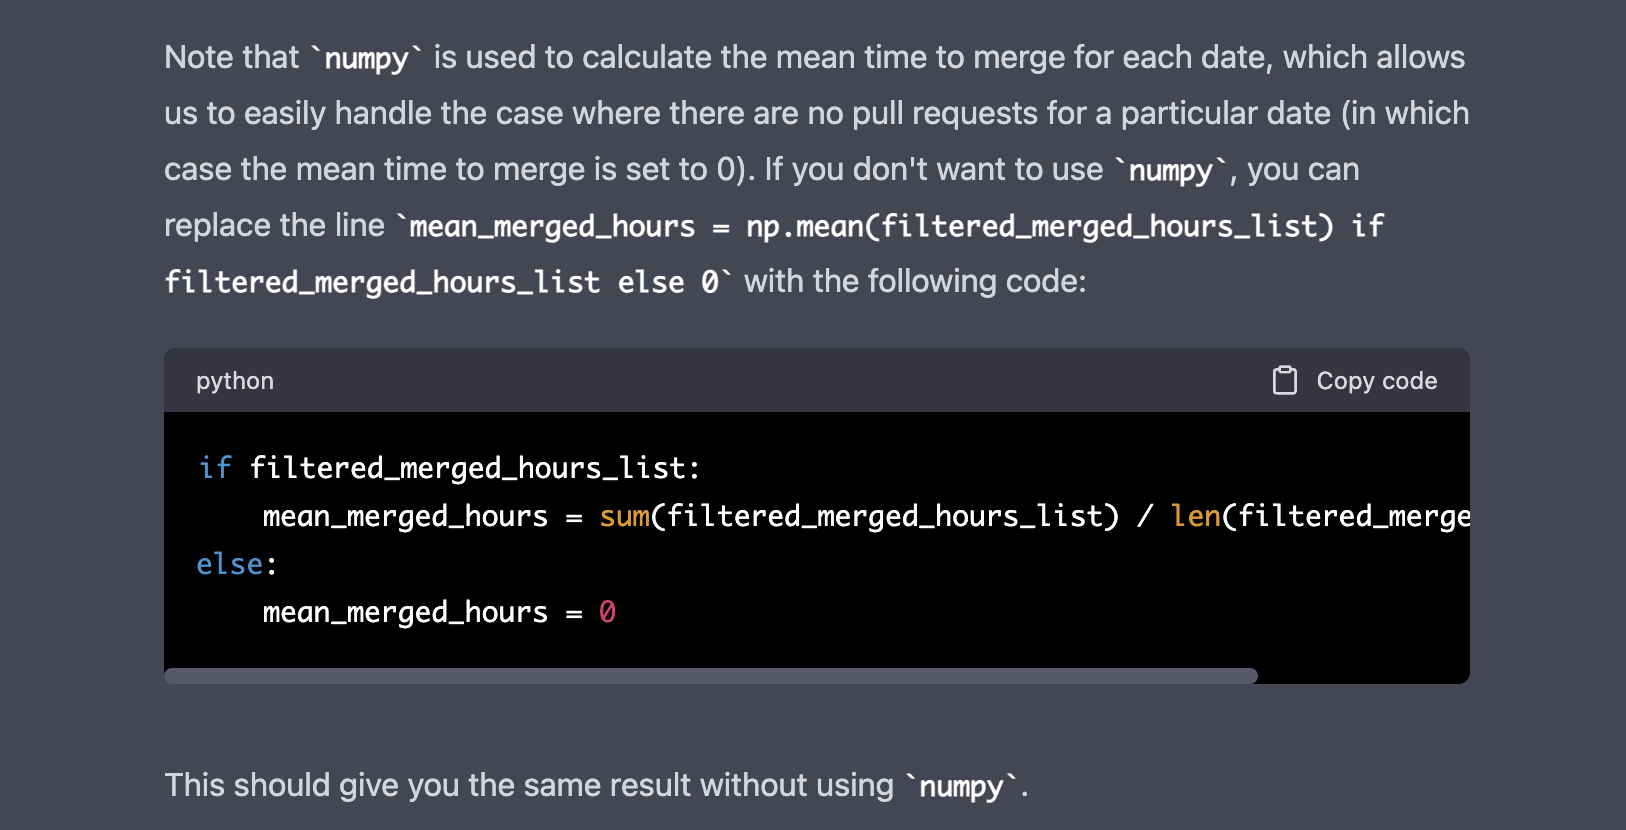 Note that `numpy` is used to calculate the mean time to merge for each date, which allows
us to easily handle the case where there are no pull requests for a particular date (in which
case the mean time to merge is set to 0). If you don't want to use `numpy`, you can
replace the line `mean_merged_hours = np.mean(filtered_merged_hours_list) if
filtered_merged_hours_list else 0` with the following code:
python
Copy code
if filtered_merged_hours_list:
    mean_merged_hours = sum(filtered_merged_hours_list) / len(filtered_merge
else:
    mean_merged_hours = 0
This should give you the same result without using `numpy`.